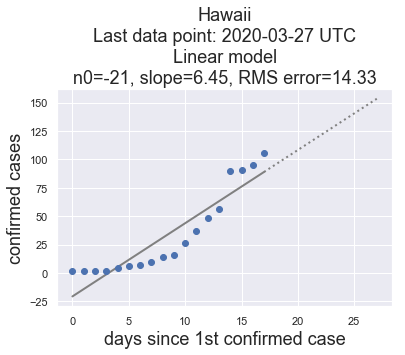 Hawaii
Last data point: 2020-03-27 UTC
Linear model
n0=-21, slope=6.45, RMS error=14.33
150
125
100
75
50
25
0
−25
confirmed cases
0 5 10 15 20 25
days since 1st confirmed case